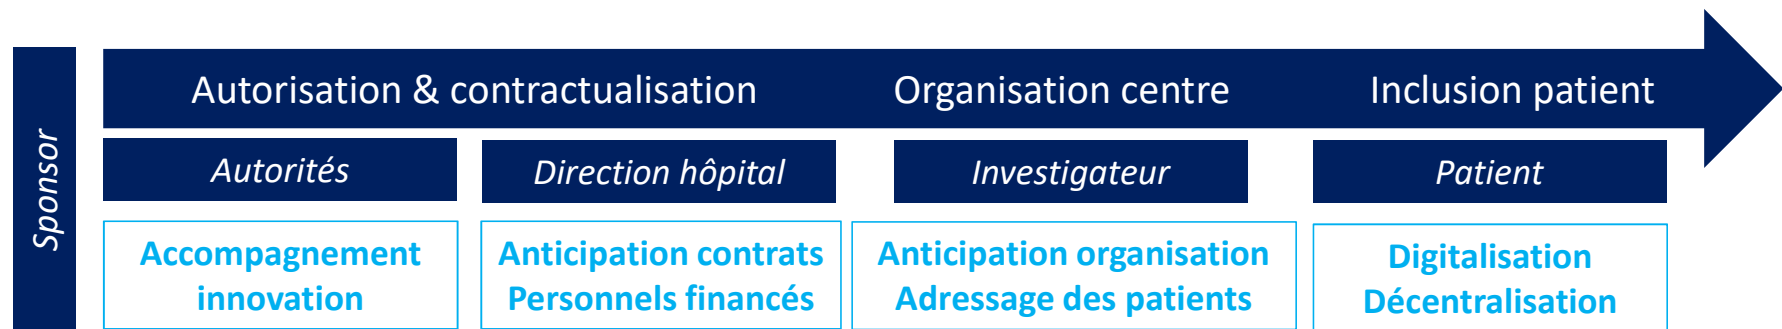 Sponsor
Autorisation & contractualisation
Organisation centre
Inclusion patient
Autorités
Direction hôpital
Investigateur
Patient
Accompagnement
innovation
Anticipation contrats
Personnels financés
Anticipation organisation
Adressage des patients
Digitalisation
Décentralisation